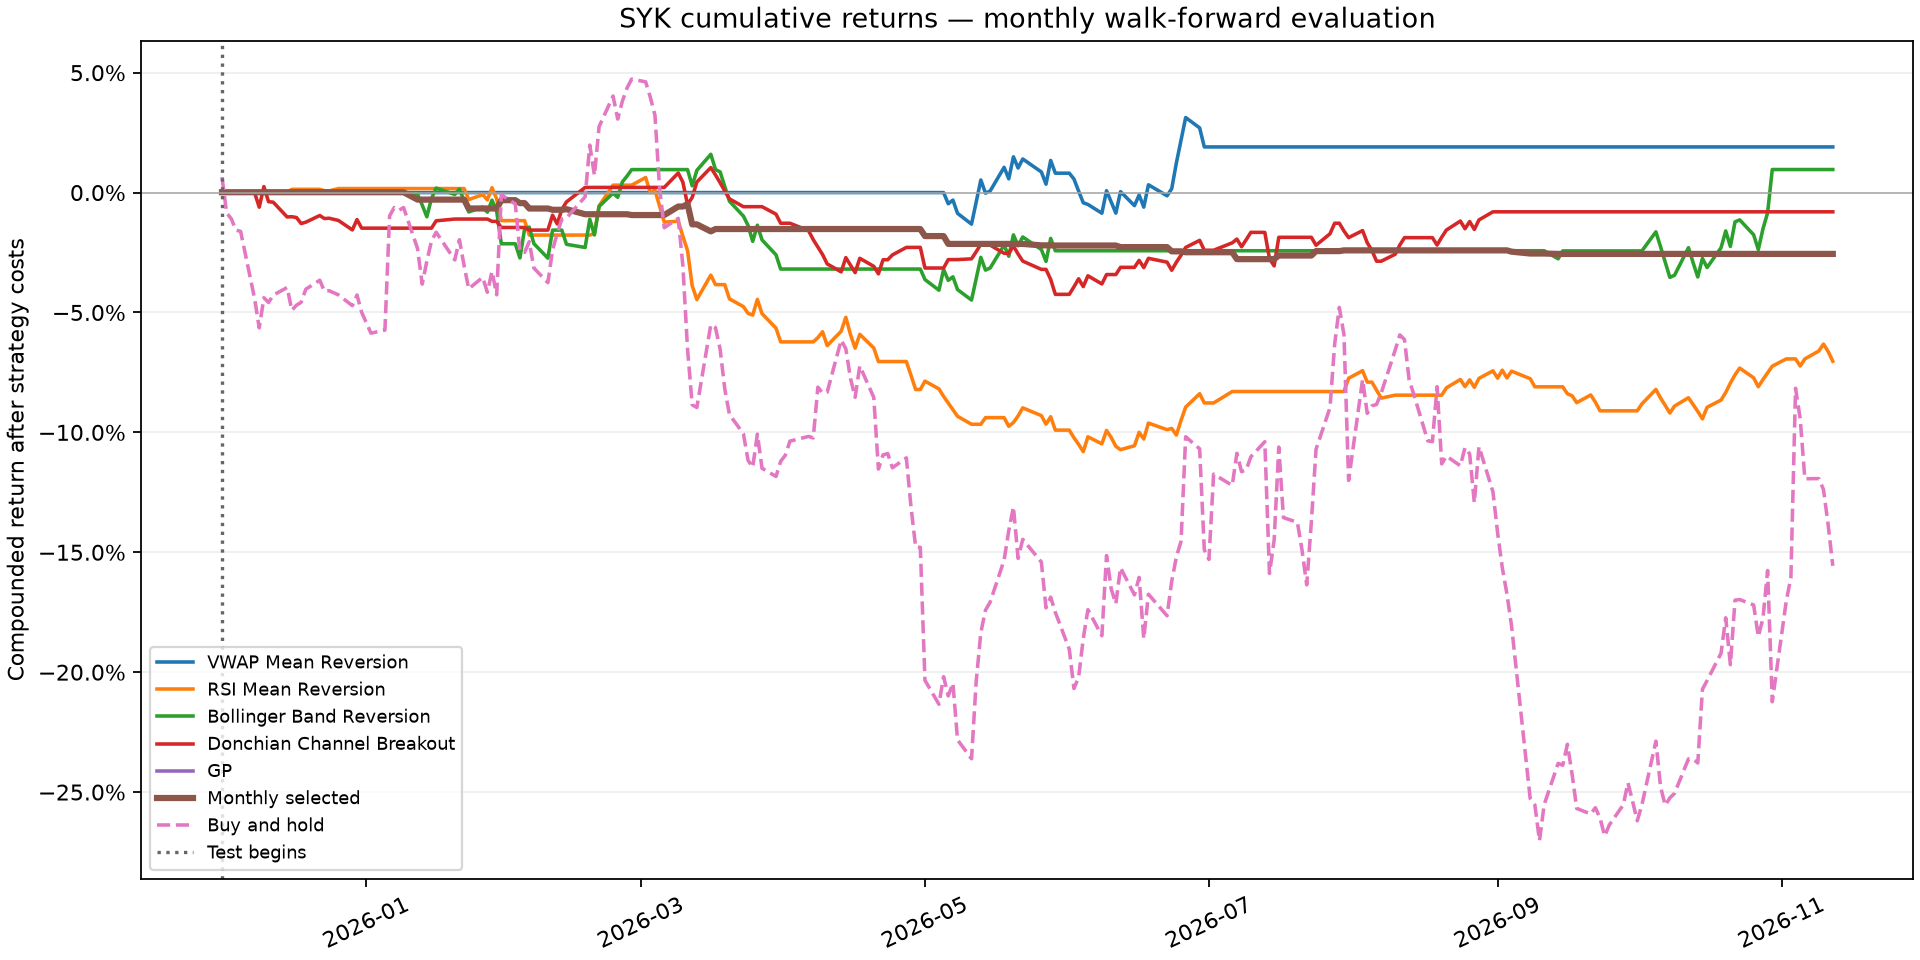 SYK cumulative returns — monthly walk-forward evaluation
Compounded return after strategy costs
5.0%
0.0%
−5.0%
−10.0%
−15.0%
−20.0%
−25.0%
VWAP Mean Reversion
RSI Mean Reversion
Bollinger Band Reversion
Donchian Channel Breakout
GP
Monthly selected
Buy and hold
Test begins
2026-01
2026-03
2026-05
2026-07
2026-09
2026-11